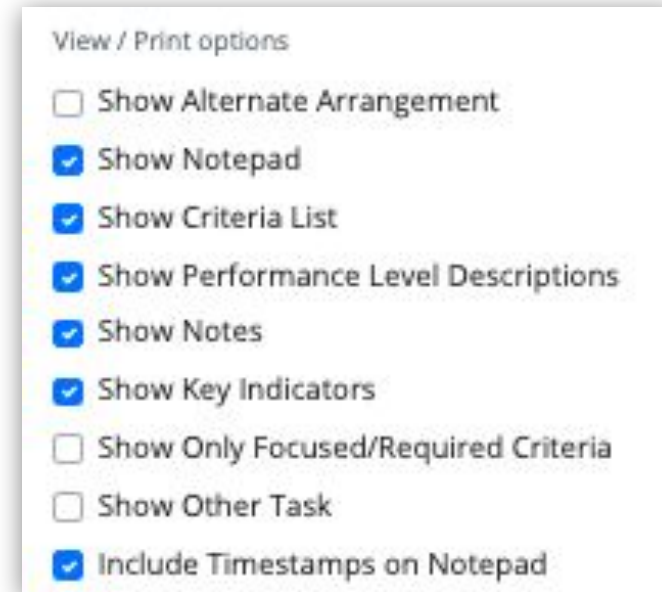 View / Print options
Show Alternate Arrangement
Show Notepad
Show Criteria List
Show Performance Level Descriptions
Show Notes
Show Key Indicators
Show Only Focused/Required Criteria
Show Other Task
Include Timestamps on Notepad